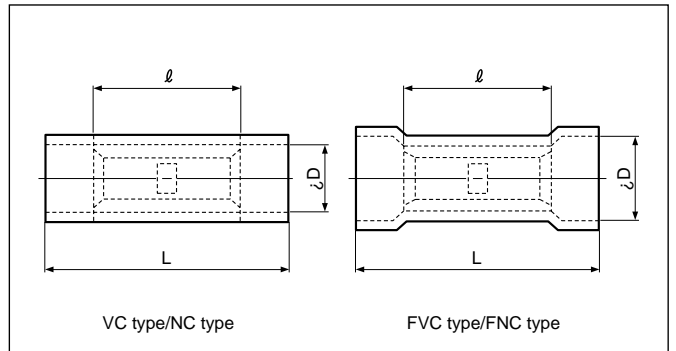 ℓ ℓ
¿D ¿D
L L
VC type/NC type FVC type/FNC type